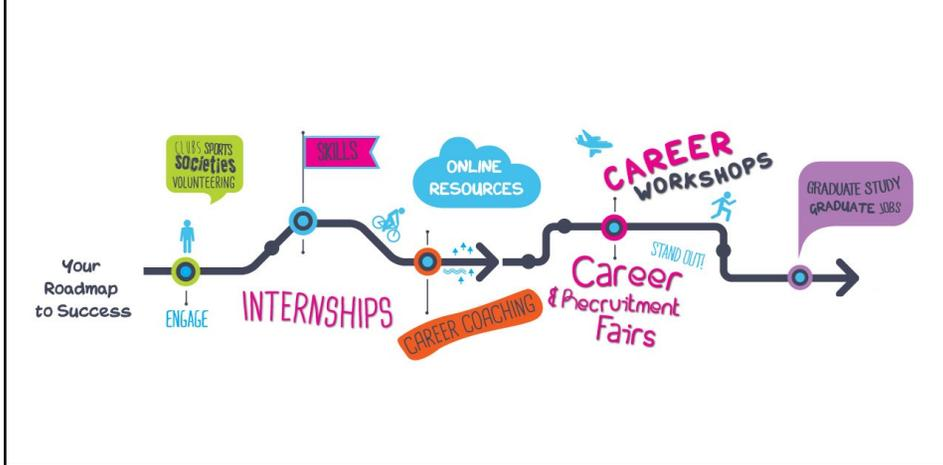 Your
Roadmap
to Success
CLUBS SPORTS
Societies
VOLUNTEERING
ENGAGE
SKILLS
INTERNSHIPS
ONLINE
RESOURCES
CAREER COACHING
CAREER
WORKSHOPS
STAND OUT!
Career
& Recruitment
Fairs
GRADUATE STUDY
GRADUATE JOBS